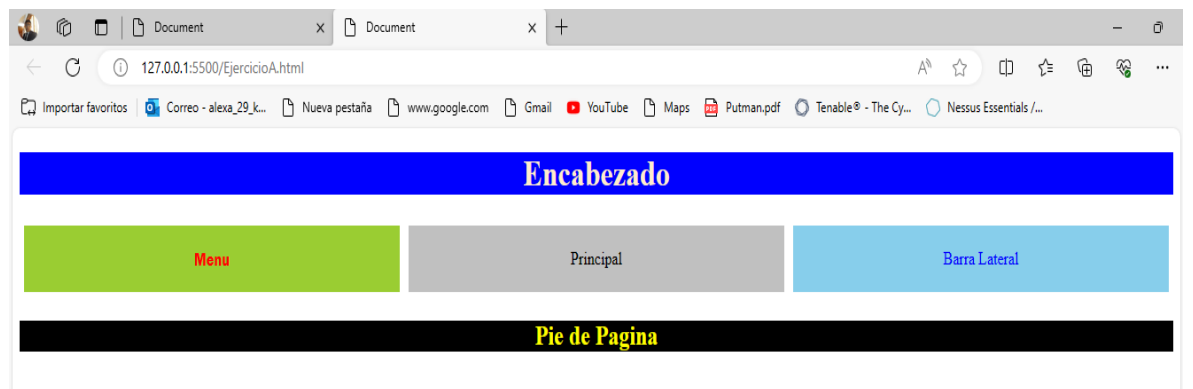 Document X Document X +
127.0.0.1:5500/EjercicioA.html
Importar favoritos Correo - alexa_29_k... Nueva pestaña www.google.com Gmail YouTube Maps Putman.pdf Tenable® - The Cy... Nessus Essentials /...
Encabezado
Menu Principal Barra Lateral
Pie de Pagina